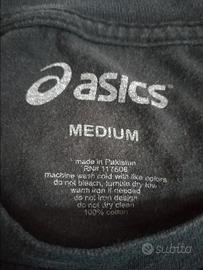 asics
MEDIUM
made in Pakistan
RN# 117506
machine wash cold with like colors
do not bleach, tumble dry low
warm iron if needed
do not iron design
do not dry clean
100% cotton
subito